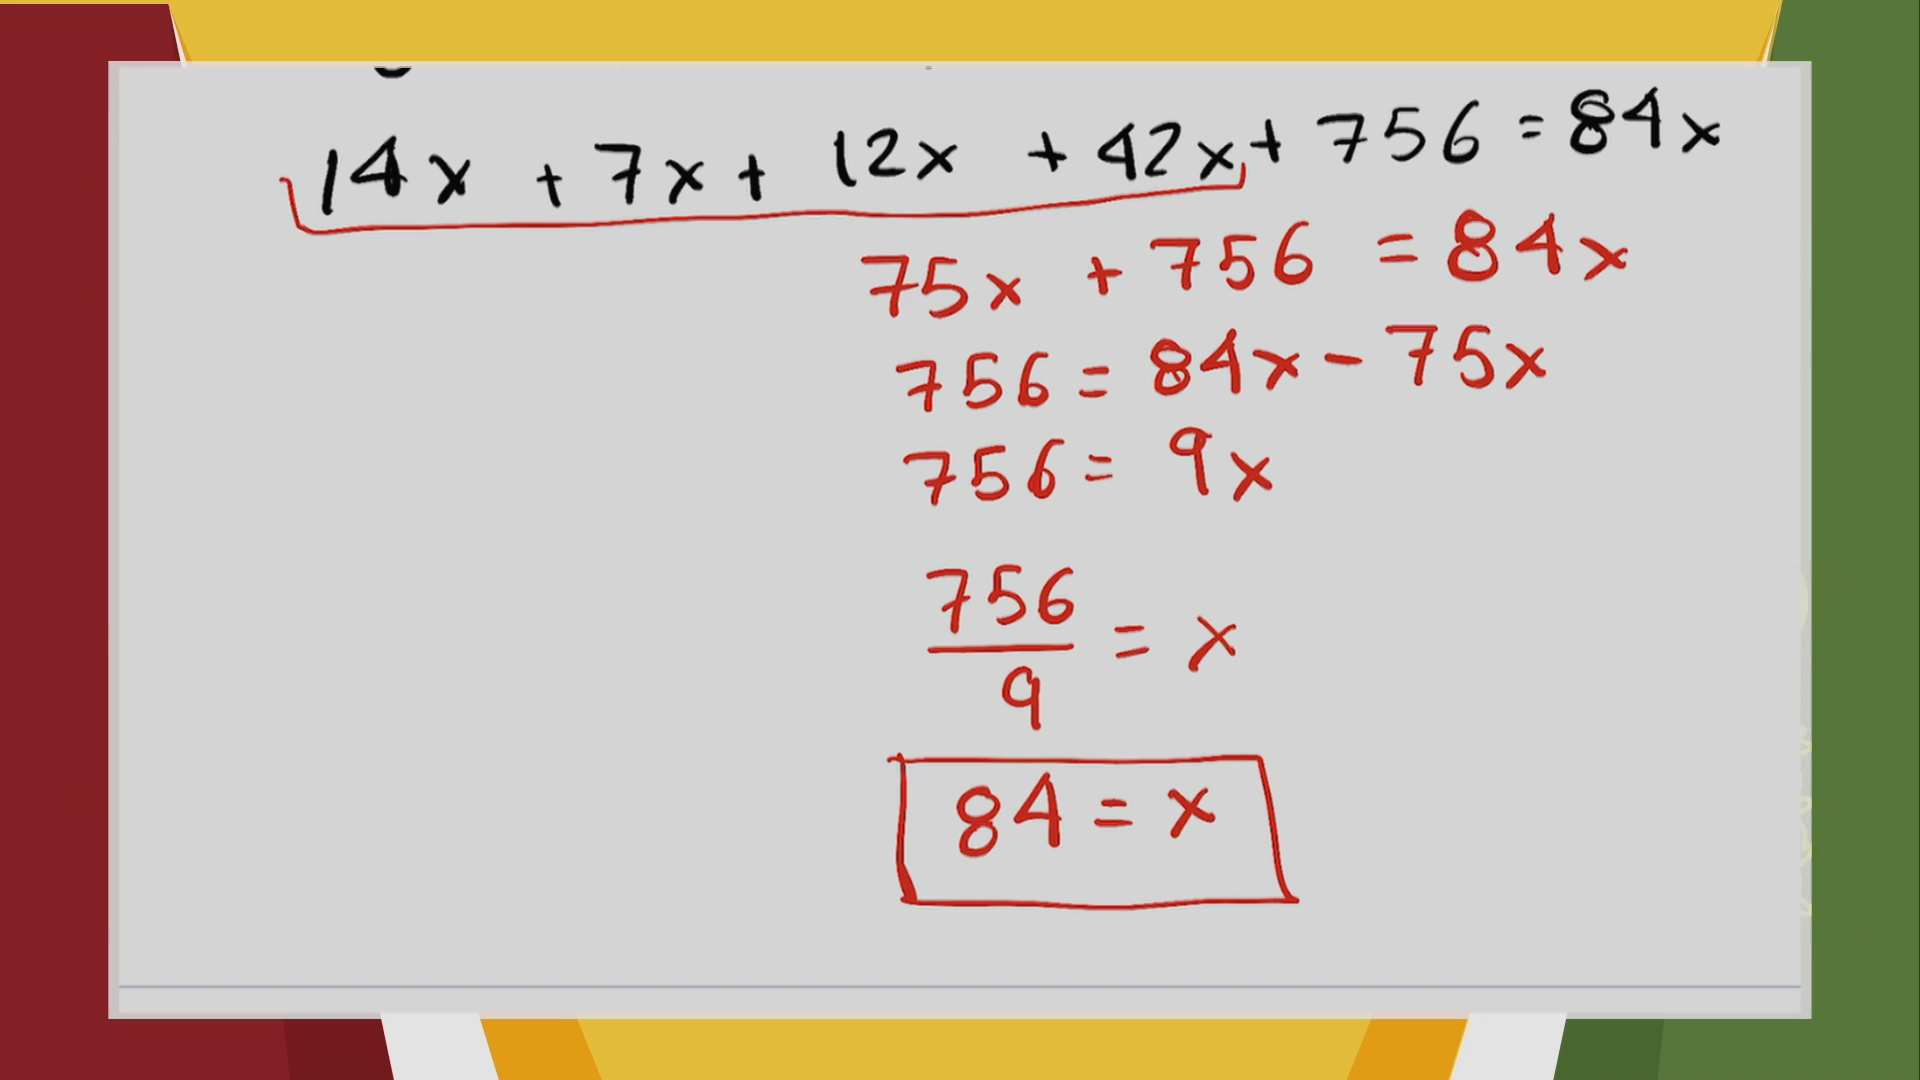 14x + 7x + 12x + 42x + 756 = 84x
75x + 756 = 84x
756 = 84x - 75x
756 = 9x
756
9
= x
84 = x